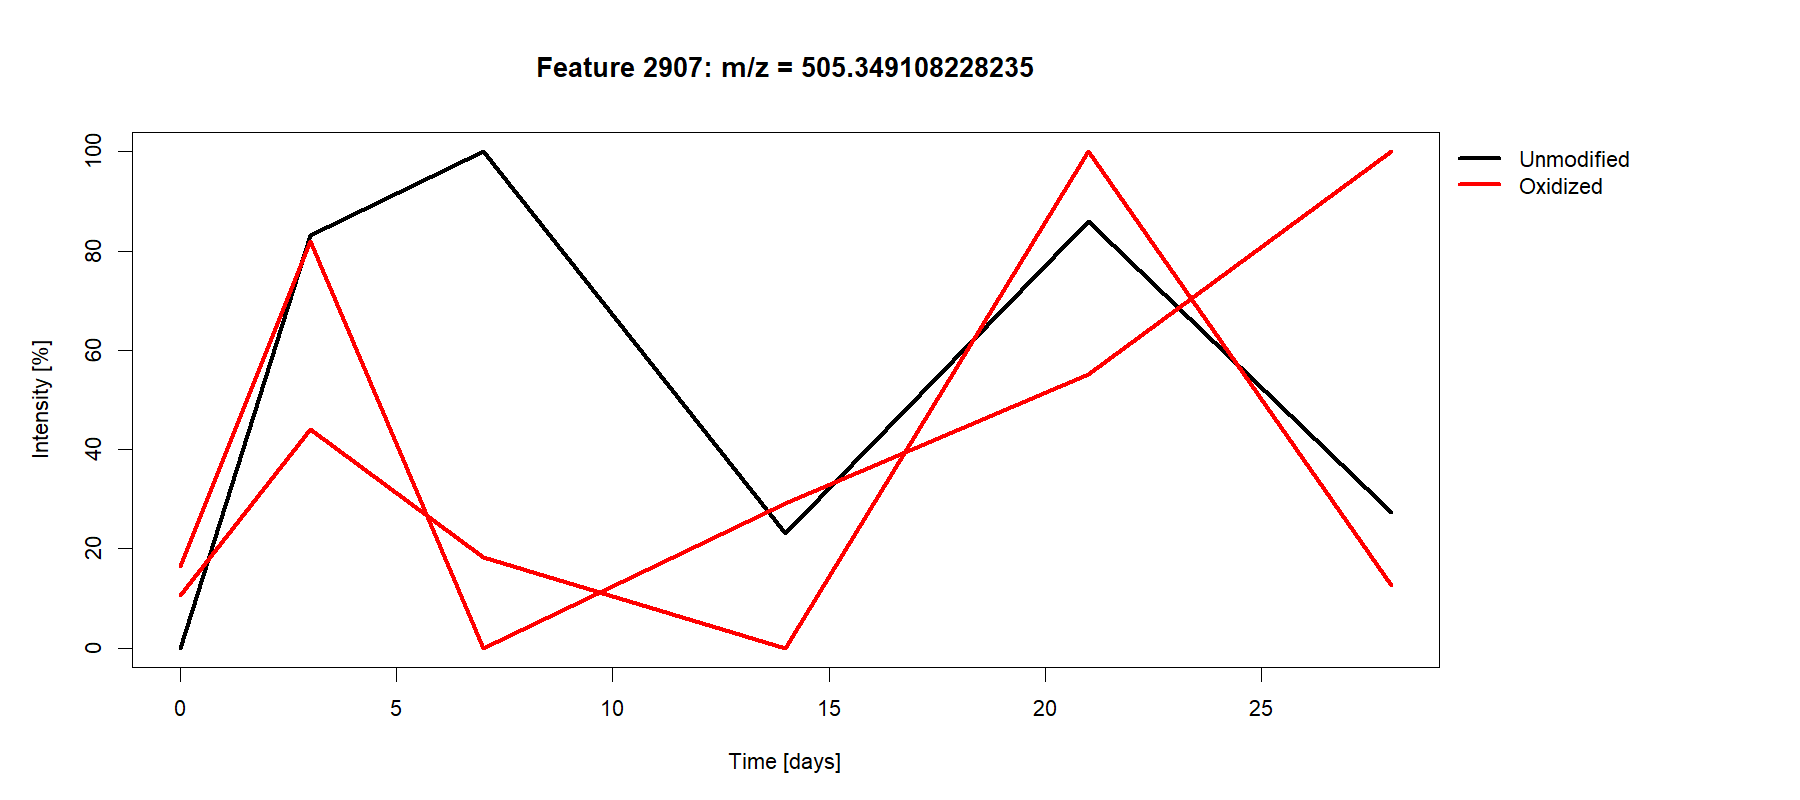 Feature 2907: m/z = 505.349108228235
Unmodified
Oxidized
Intensity [%]
100
80
60
40
20
0
0 5 10 15 20 25
Time [days]